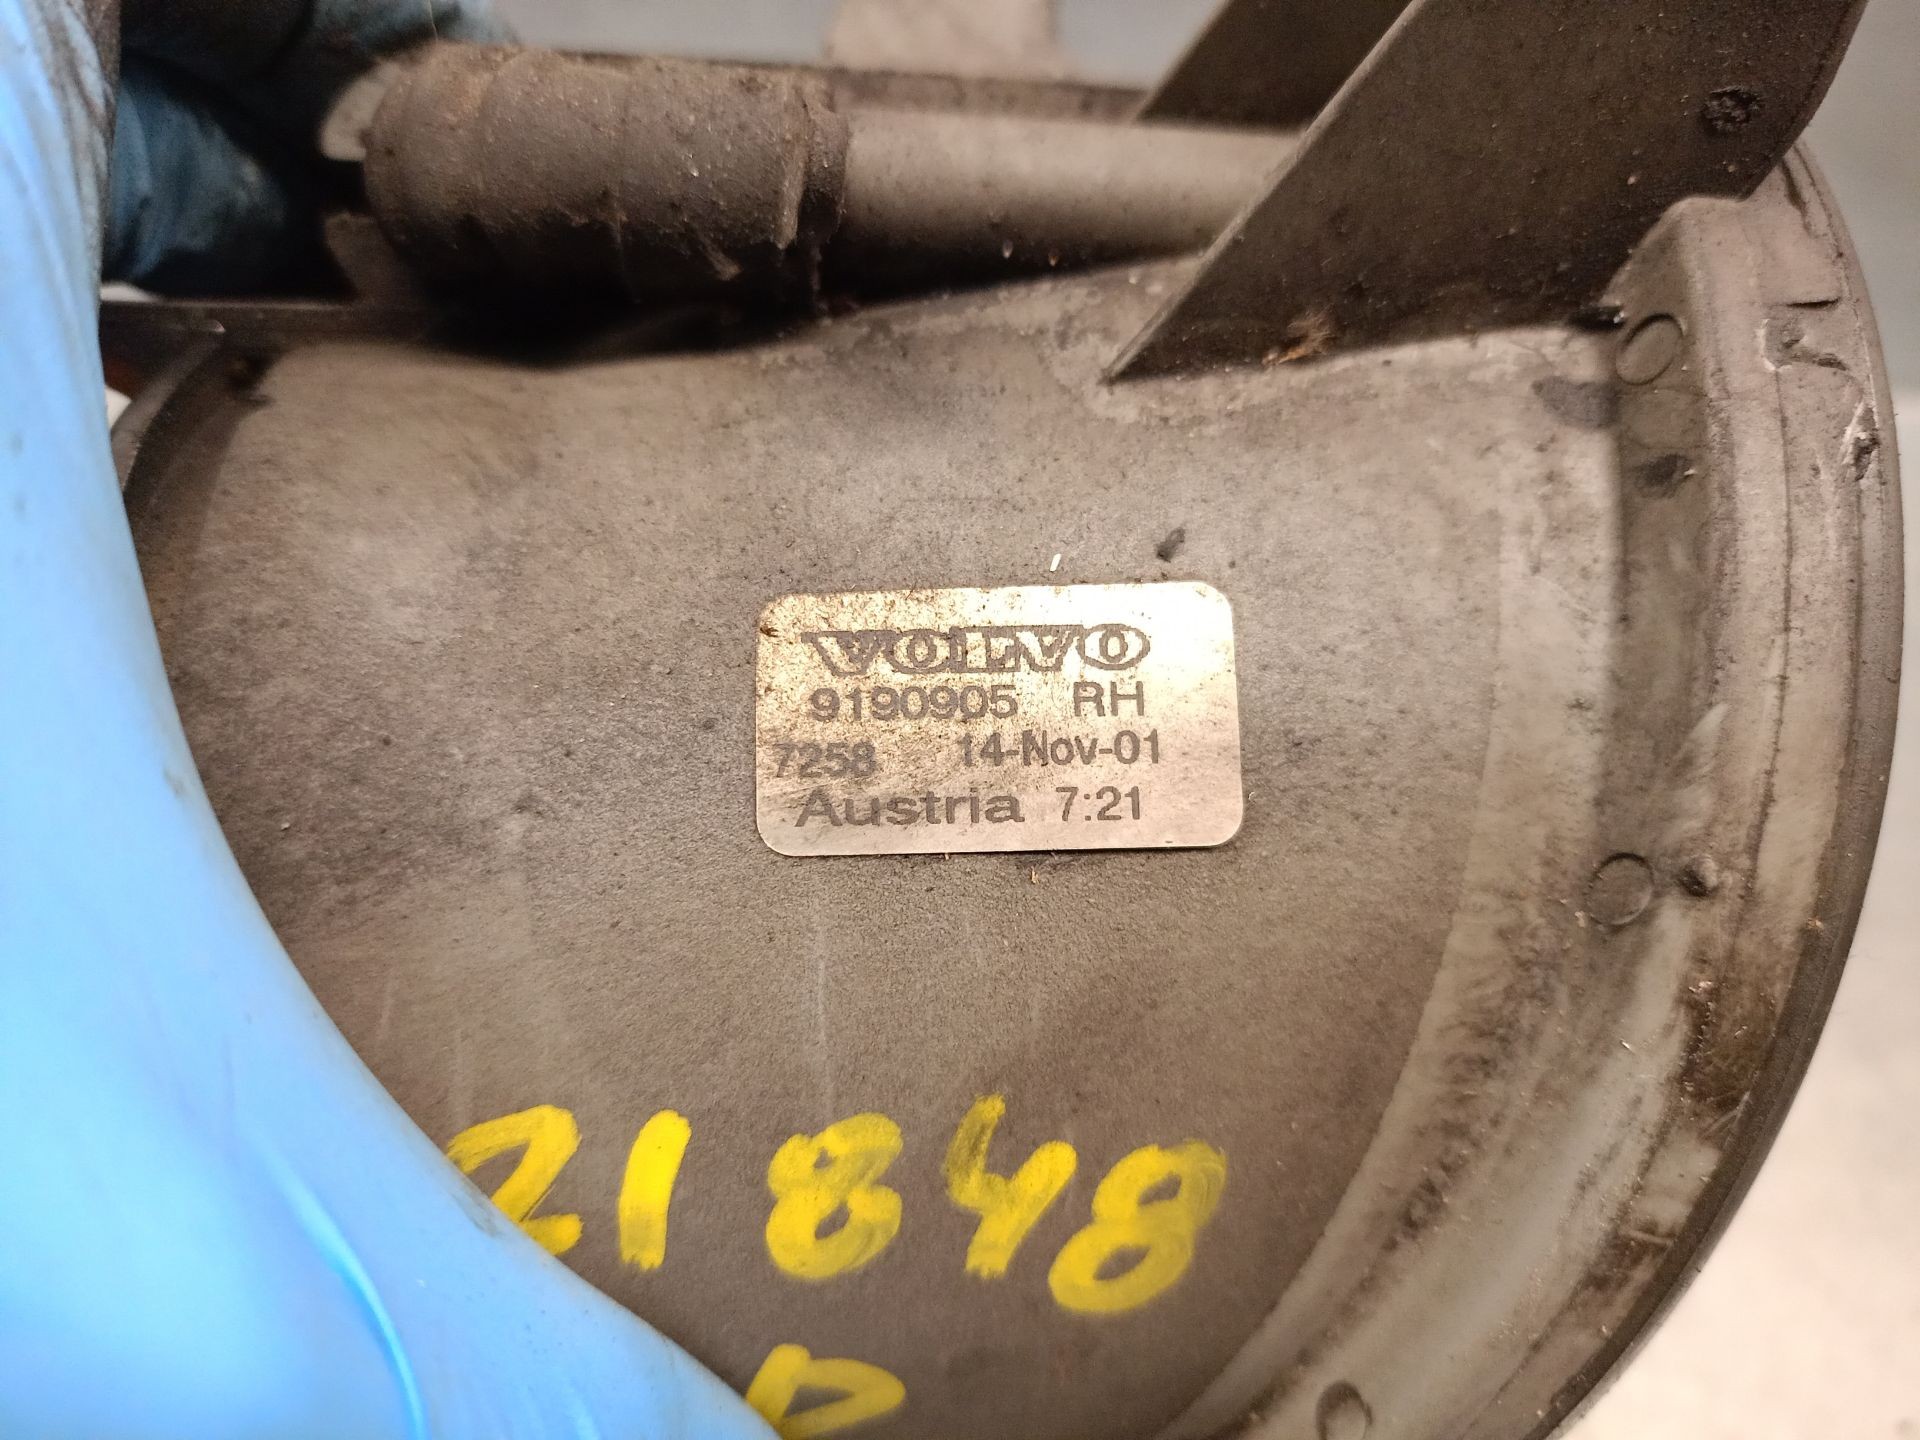 VOLVO
9190905 RH
7258 14-Nov-01
Austria 7:21
21848